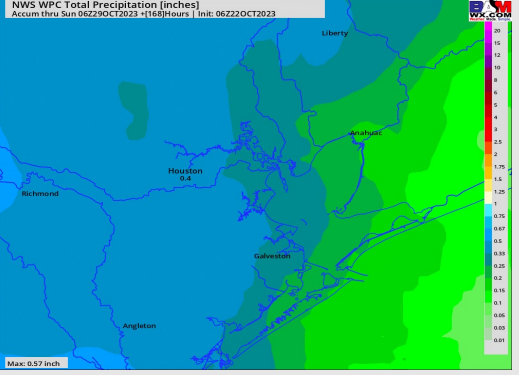 NWS WPC Total Precipitation [inches]
Accum thru Sun 06Z29OCT2023 +[168]Hours | Init: 06Z22OCT2023
BAM
WX.COM
Liberty
Anahuac
Houston
0.4
Richmond
Galveston
Angleton
Max: 0.57 inch
20
15
12
10
8
6
5
4
3
2.5
2
1.75
1.5
1.25
1
0.75
0.67
0.5
0.33
0.25
0.2
0.15
0.1
0.05
0.03
0.01